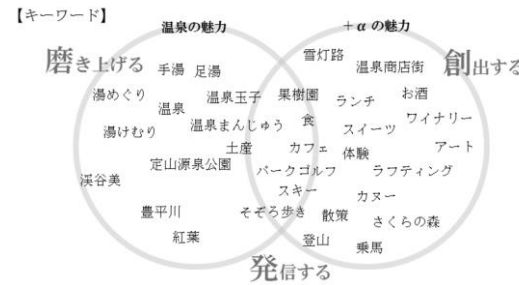 【キーワード】
温泉の魅力
+αの魅力
磨き上げる
創出する
雪灯路
手湯
足湯
温泉商店街
湯めぐり
温泉
温泉玉子
果樹園
ランチ
お酒
湯けむり
温泉まんじゅう
食
スイーツ
ワイナリー
土産
カフェ
体験
アート
定山源泉公園
パークゴルフ
ラフティング
渓谷美
スキー
カヌー
豊平川
そぞろ歩き
散策
さくらの森
紅葉
登山
乗馬
発信する